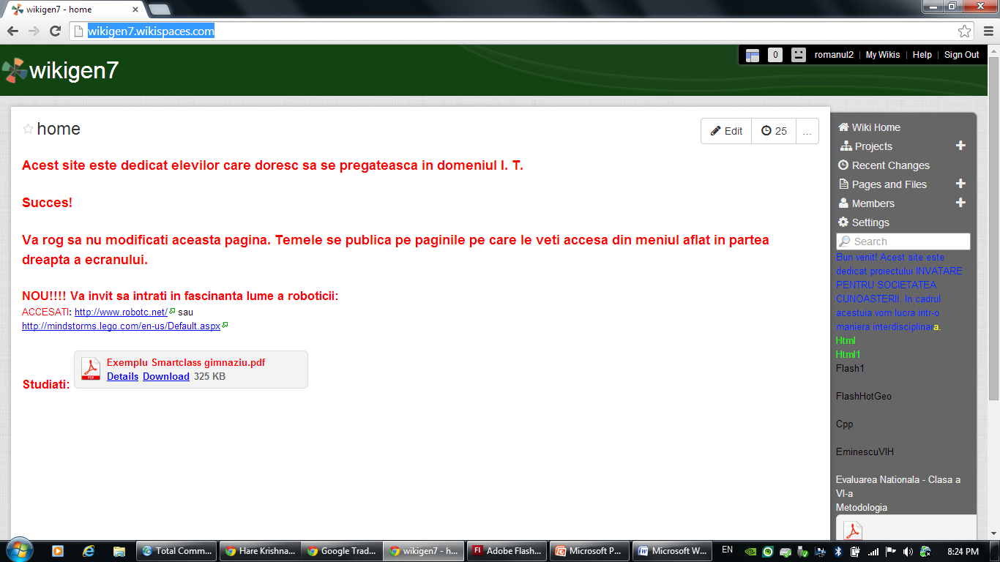 wikigen7 - home
wikigen7.wikispaces.com
wikigen7
0 romanul2 | My Wikis | Help | Sign Out
home
Edit 25 ...
Acest site este dedicat elevilor care doresc sa se pregateasca in domeniul I. T.
Succes!
Va rog sa nu modificati aceasta pagina. Temele se publica pe paginile pe care le veti accesa din meniul aflat in partea
dreapta a ecranului.
NOU!!!! Va invit sa intrati in fascinanta lume a roboticii:
ACCESATI: http://www.robotc.net/ sau
http://mindstorms.lego.com/en-us/Default.aspx
Exemplu Smartclass gimnaziu.pdf
Details Download 325 KB
Studiati:
Wiki Home
Projects
Recent Changes
Pages and Files
Members
Settings
Search
Bun venit! Acest site este
dedicat proiectului INVATARE
PENTRU SOCIETATEA
CUNOASTERII. In cadrul
acestuia vom lucra intr-o
maniera interdisciplinara.
Html
Html1
Flash1
FlashHotGeo
Cpp
EminescuVIH
Evaluarea Nationala - Clasa a
VI-a
Metodologia
Total Comm...
Hare Krishna...
Google Trad...
wikigen7 - h...
Adobe Flash...
Microsoft P...
Microsoft W...
EN
8:24 PM